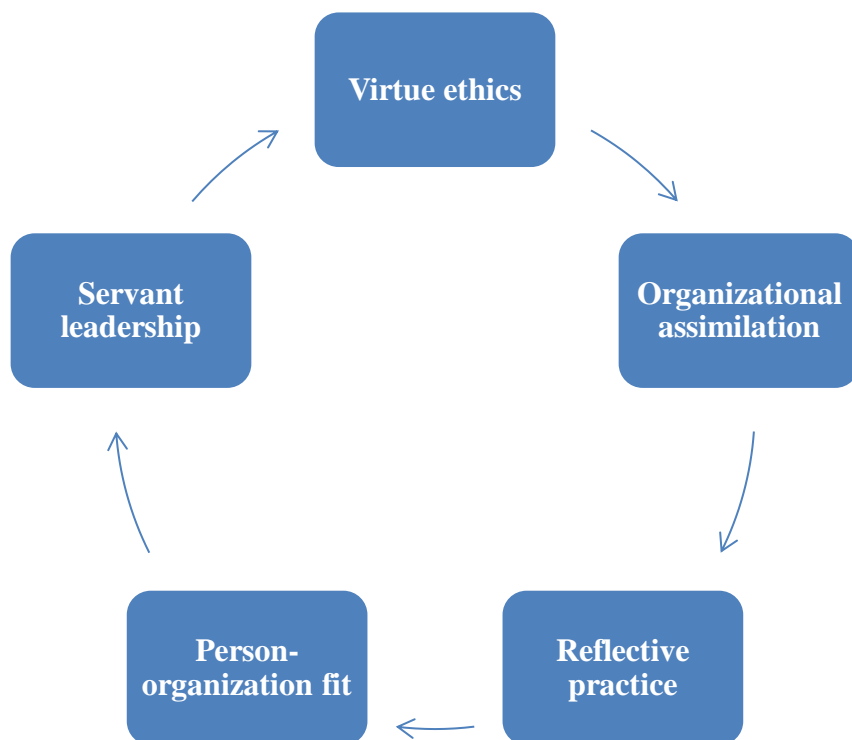 Virtue ethics
Organizational
assimilation
Reflective
practice
Person-
organization fit
Servant
leadership